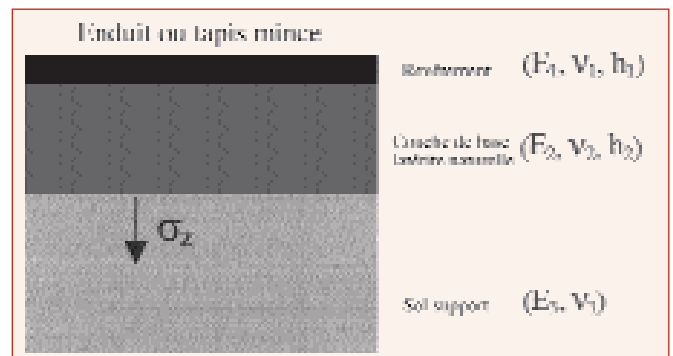 Enduit ou tapis mince
Revêtement (E₁, ν₁, h₁)
Couche de base
Latérite naturelle (E₂, ν₂, h₂)
σz
Sol support (E₃, ν₃)